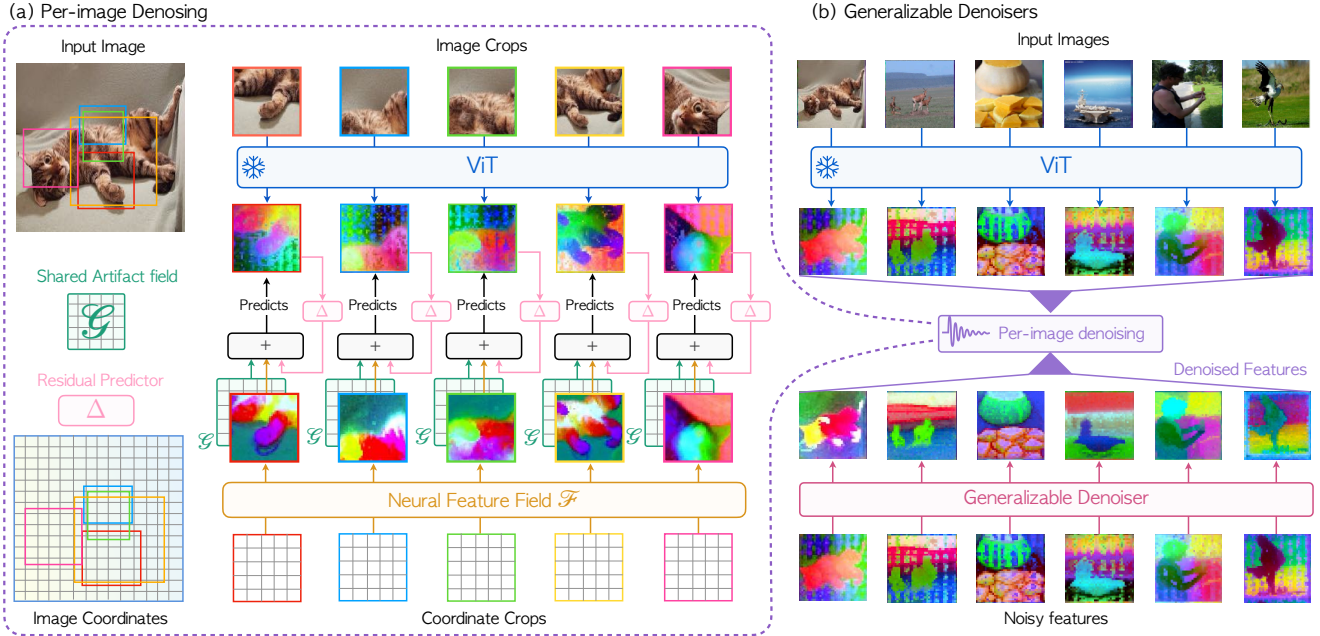 (a) Per-image Denosing
Input Image
Image Crops
ViT
Shared Artifact field
𝒢
Predicts
Predicts
Predicts
Predicts
Predicts
Δ
Δ
Δ
Δ
Δ
+
+
+
+
+
Residual Predictor
Δ
𝒢
𝒢
𝒢
𝒢
𝒢
Neural Feature Field ℱ
Image Coordinates
Coordinate Crops
(b) Generalizable Denoisers
Input Images
ViT
Per-image denoising
Denoised Features
Generalizable Denoiser
Noisy features